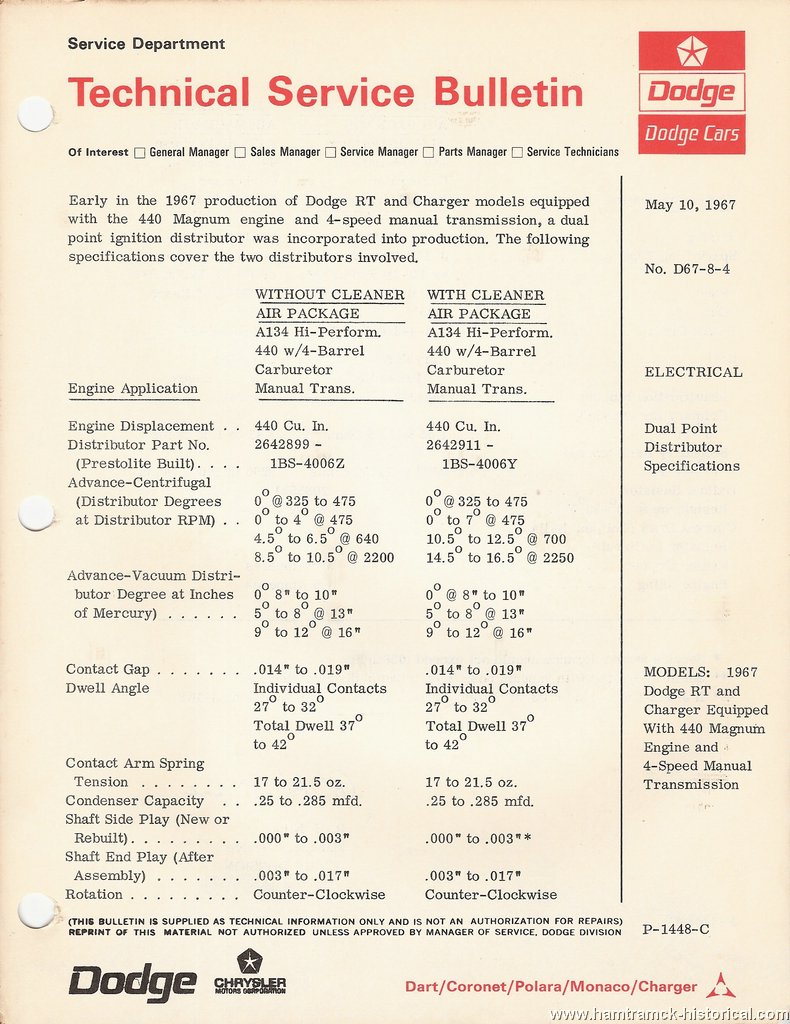 Service Department
Technical Service Bulletin
Dodge
Dodge Cars
Of Interest □ General Manager □ Sales Manager □ Service Manager □ Parts Manager □ Service Technicians
Early in the 1967 production of Dodge RT and Charger models equipped
with the 440 Magnum engine and 4-speed manual transmission, a dual
point ignition distributor was incorporated into production. The following
specifications cover the two distributors involved.
May 10, 1967
No. D67-8-4
ELECTRICAL
Dual Point
Distributor
Specifications
WITHOUT CLEANER WITH CLEANER
AIR PACKAGE AIR PACKAGE
A134 Hi-Perform. A134 Hi-Perform.
440 w/4-Barrel 440 w/4-Barrel
Carburetor Carburetor
Engine Application Manual Trans. Manual Trans.
Engine Displacement . . 440 Cu. In. 440 Cu. In.
Distributor Part No. 2642899 - 2642911 -
(Prestolite Built). . . . 1BS-4006Z 1BS-4006Y
Advance-Centrifugal
(Distributor Degrees 0° @ 325 to 475 0° @ 325 to 475
at Distributor RPM) . . 0° to 4° @ 475 0° to 7° @ 475
4.5° to 6.5° @ 640 10.5° to 12.5° @ 700
8.5° to 10.5° @ 2200 14.5° to 16.5° @ 2250
Advance-Vacuum Distri-
butor Degree at Inches 0° 8" to 10" 0° @ 8" to 10"
of Mercury) . . . . . . 5° to 8° @ 13" 5° to 8° @ 13"
9° to 12° @ 16" 9° to 12° @ 16"
Contact Gap . . . . . . . .014" to .019" .014" to .019"
Dwell Angle Individual Contacts Individual Contacts
27° to 32° 27° to 32°
Total Dwell 37° Total Dwell 37°
to 42° to 42°
Contact Arm Spring
Tension . . . . . . . . 17 to 21.5 oz. 17 to 21.5 oz.
Condenser Capacity . . .25 to .285 mfd. .25 to .285 mfd.
Shaft Side Play (New or
Rebuilt). . . . . . . . . .000" to .003" .000" to .003"*
Shaft End Play (After
Assembly) . . . . . . . .003" to .017" .003" to .017"
Rotation . . . . . . . . . Counter-Clockwise Counter-Clockwise
MODELS: 1967
Dodge RT and
Charger Equipped
With 440 Magnum
Engine and
4-Speed Manual
Transmission
(THIS BULLETIN IS SUPPLIED AS TECHNICAL INFORMATION ONLY AND IS NOT AN AUTHORIZATION FOR REPAIRS)
REPRINT OF THIS MATERIAL NOT AUTHORIZED UNLESS APPROVED BY MANAGER OF SERVICE, DODGE DIVISION
P-1448-C
Dodge
CHRYSLER
MOTORS CORPORATION
Dart/Coronet/Polara/Monaco/Charger
www.hamtramck-historical.com